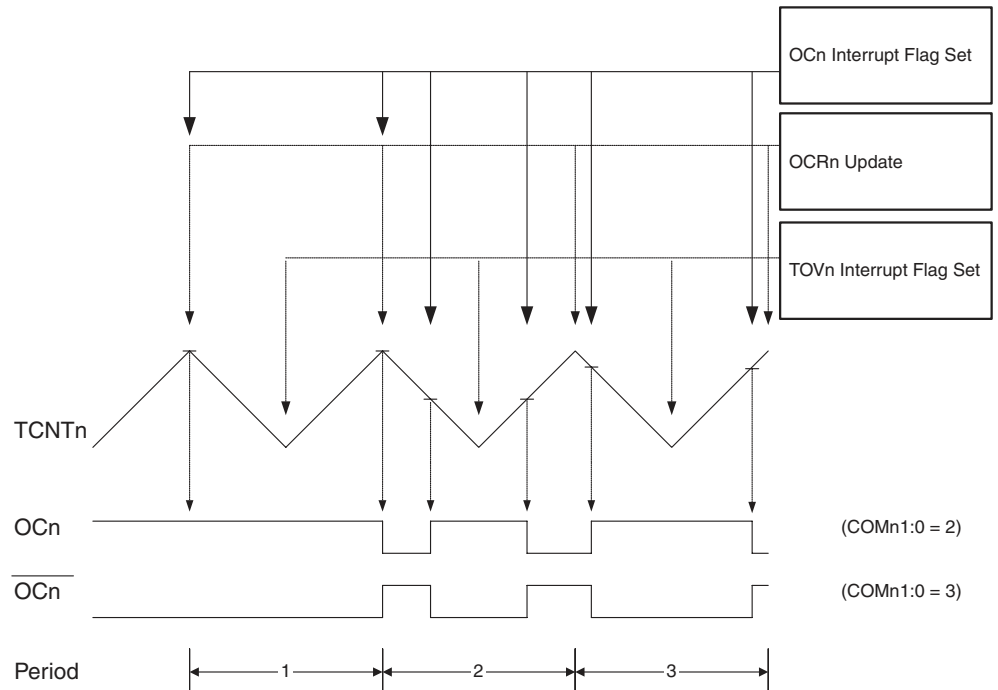 OCn Interrupt Flag Set
OCRn Update
TOVn Interrupt Flag Set
TCNTn
OCn
(COMn1:0 = 2)
OCn
(COMn1:0 = 3)
Period
1
2
3